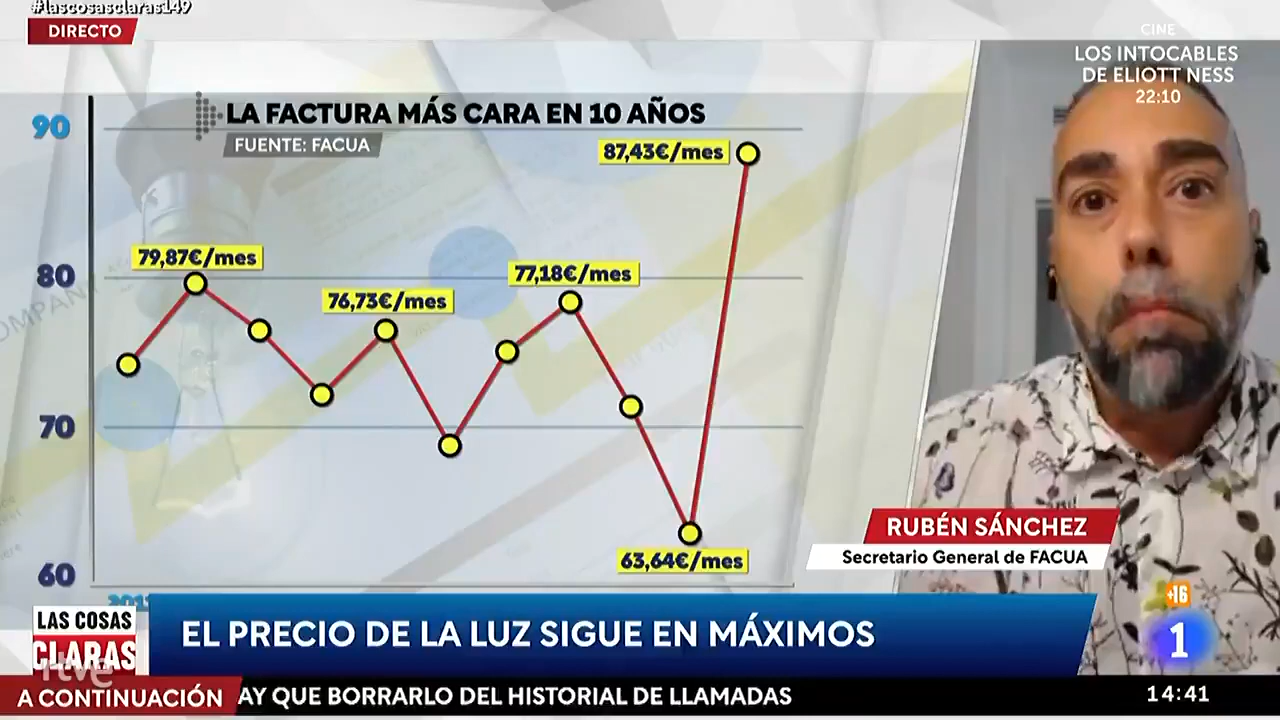 #lascosasclaras149
DIRECTO
CINE
LOS INTOCABLES
DE ELIOTT NESS
22:10
LA FACTURA MÁS CARA EN 10 AÑOS
FUENTE: FACUA
90
80
70
60
87,43€/mes
79,87€/mes
76,73€/mes
77,18€/mes
63,64€/mes
RUBÉN SÁNCHEZ
Secretario General de FACUA
+16
1
LAS COSAS
CLARAS
rtve
EL PRECIO DE LA LUZ SIGUE EN MÁXIMOS
A CONTINUACIÓN
AY QUE BORRARLO DEL HISTORIAL DE LLAMADAS
14:41